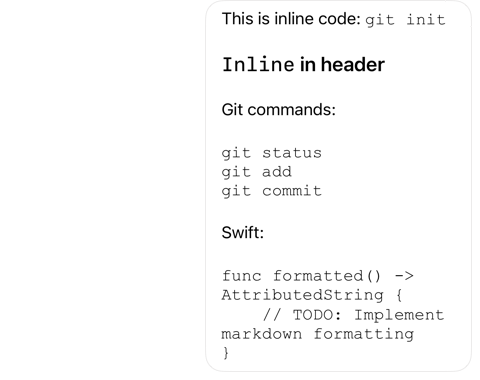 This is inline code: git init
Inline in header
Git commands:
git status
git add
git commit
Swift:
func formatted() ->
AttributedString {
    // TODO: Implement
markdown formatting
}